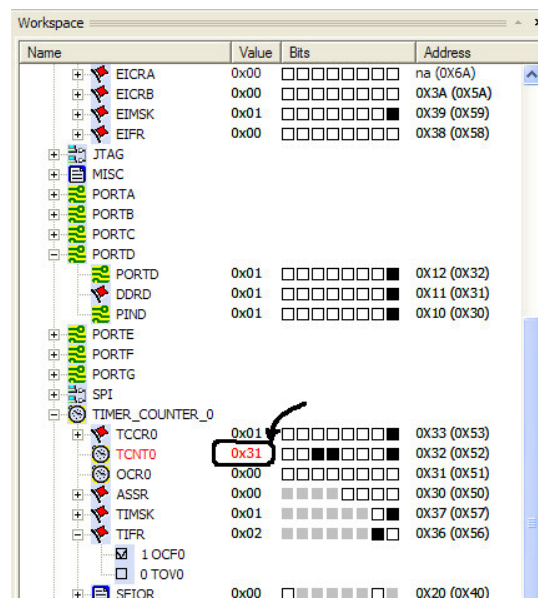 Workspace
Name Value Bits Address
EICRA 0x00 na (0X6A)
EICRB 0x00 0X3A (0X5A)
EIMSK 0x01 0X39 (0X59)
EIFR 0x00 0X38 (0X58)
JTAG
MISC
PORTA
PORTB
PORTC
PORTD
PORTD 0x01 0X12 (0X32)
DDRD 0x01 0X11 (0X31)
PIND 0x01 0X10 (0X30)
PORTE
PORTF
PORTG
SPI
TIMER_COUNTER_0
TCCR0 0x01 0X33 (0X53)
TCNT0 0x31 0X32 (0X52)
OCR0 0x00 0X31 (0X51)
ASSR 0x00 0X30 (0X50)
TIMSK 0x01 0X37 (0X57)
TIFR 0x02 0X36 (0X56)
1 OCF0
0 TOV0
SFIOR 0x00 0X20 (0X40)